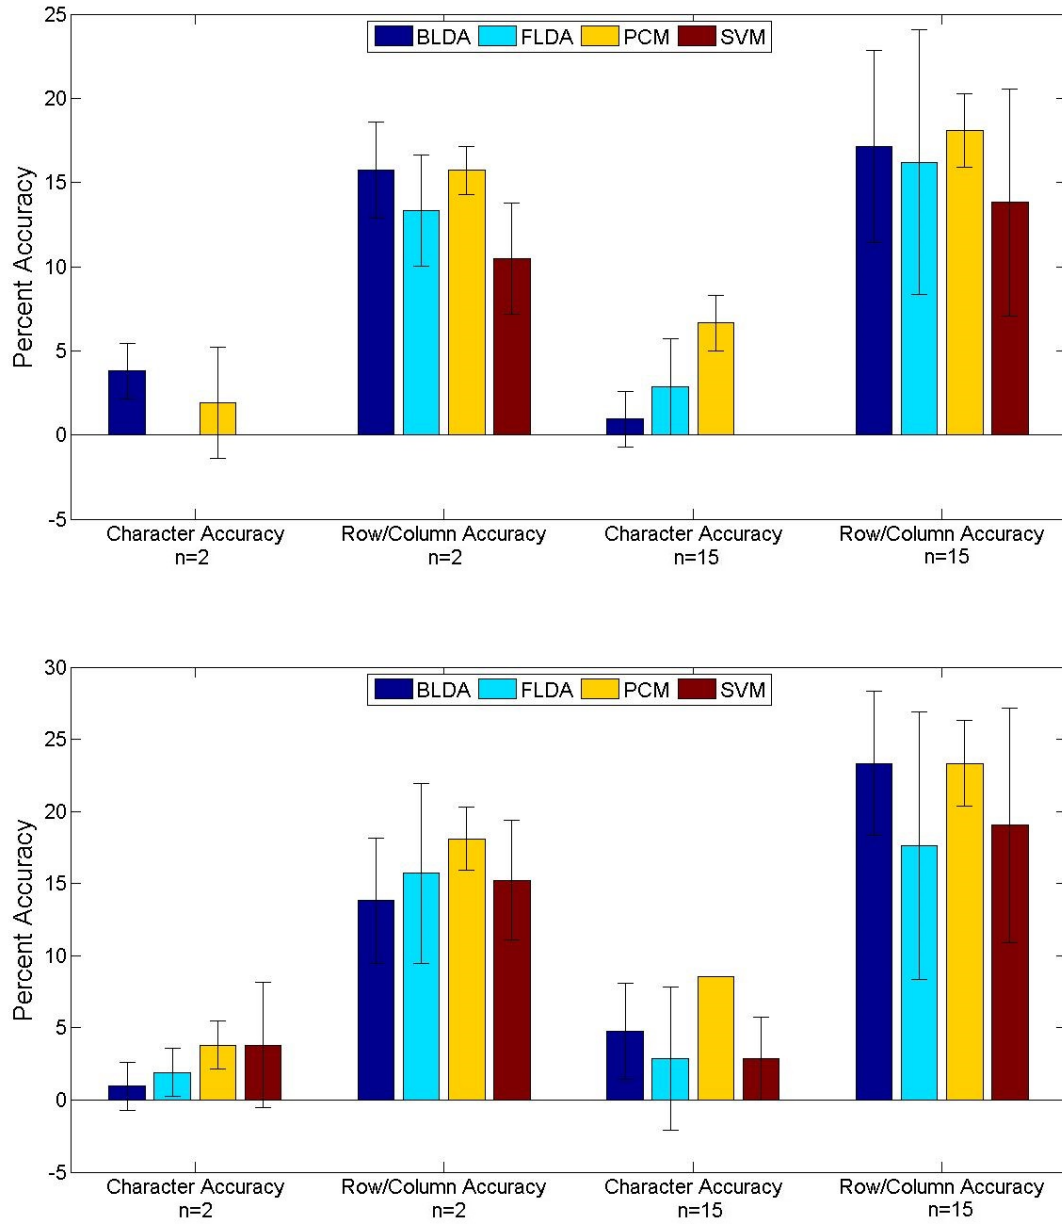 25
20
15
10
5
0
-5
Percent Accuracy
BLDA FLDA PCM SVM
Character Accuracy
n=2
Row/Column Accuracy
n=2
Character Accuracy
n=15
Row/Column Accuracy
n=15
30
25
20
15
10
5
0
-5
Percent Accuracy
BLDA FLDA PCM SVM
Character Accuracy
n=2
Row/Column Accuracy
n=2
Character Accuracy
n=15
Row/Column Accuracy
n=15